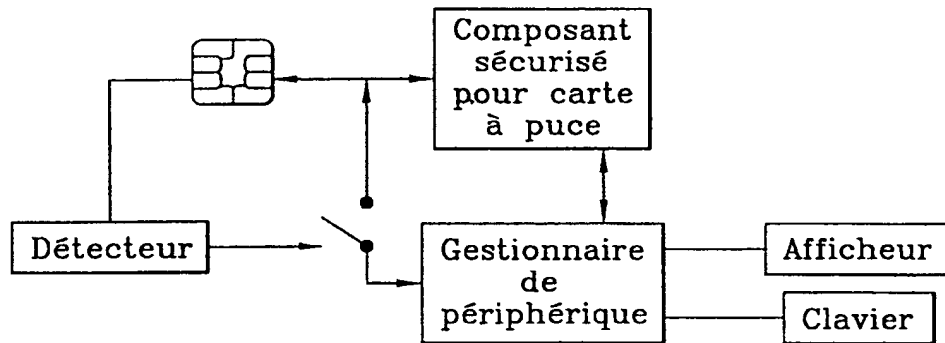 Composant
sécurisé
pour carte
à puce
Détecteur
Gestionnaire
de
périphérique
Afficheur
Clavier